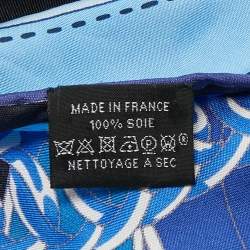 MADE IN FRANCE
100% SOIE
NETTOYAGE A SEC